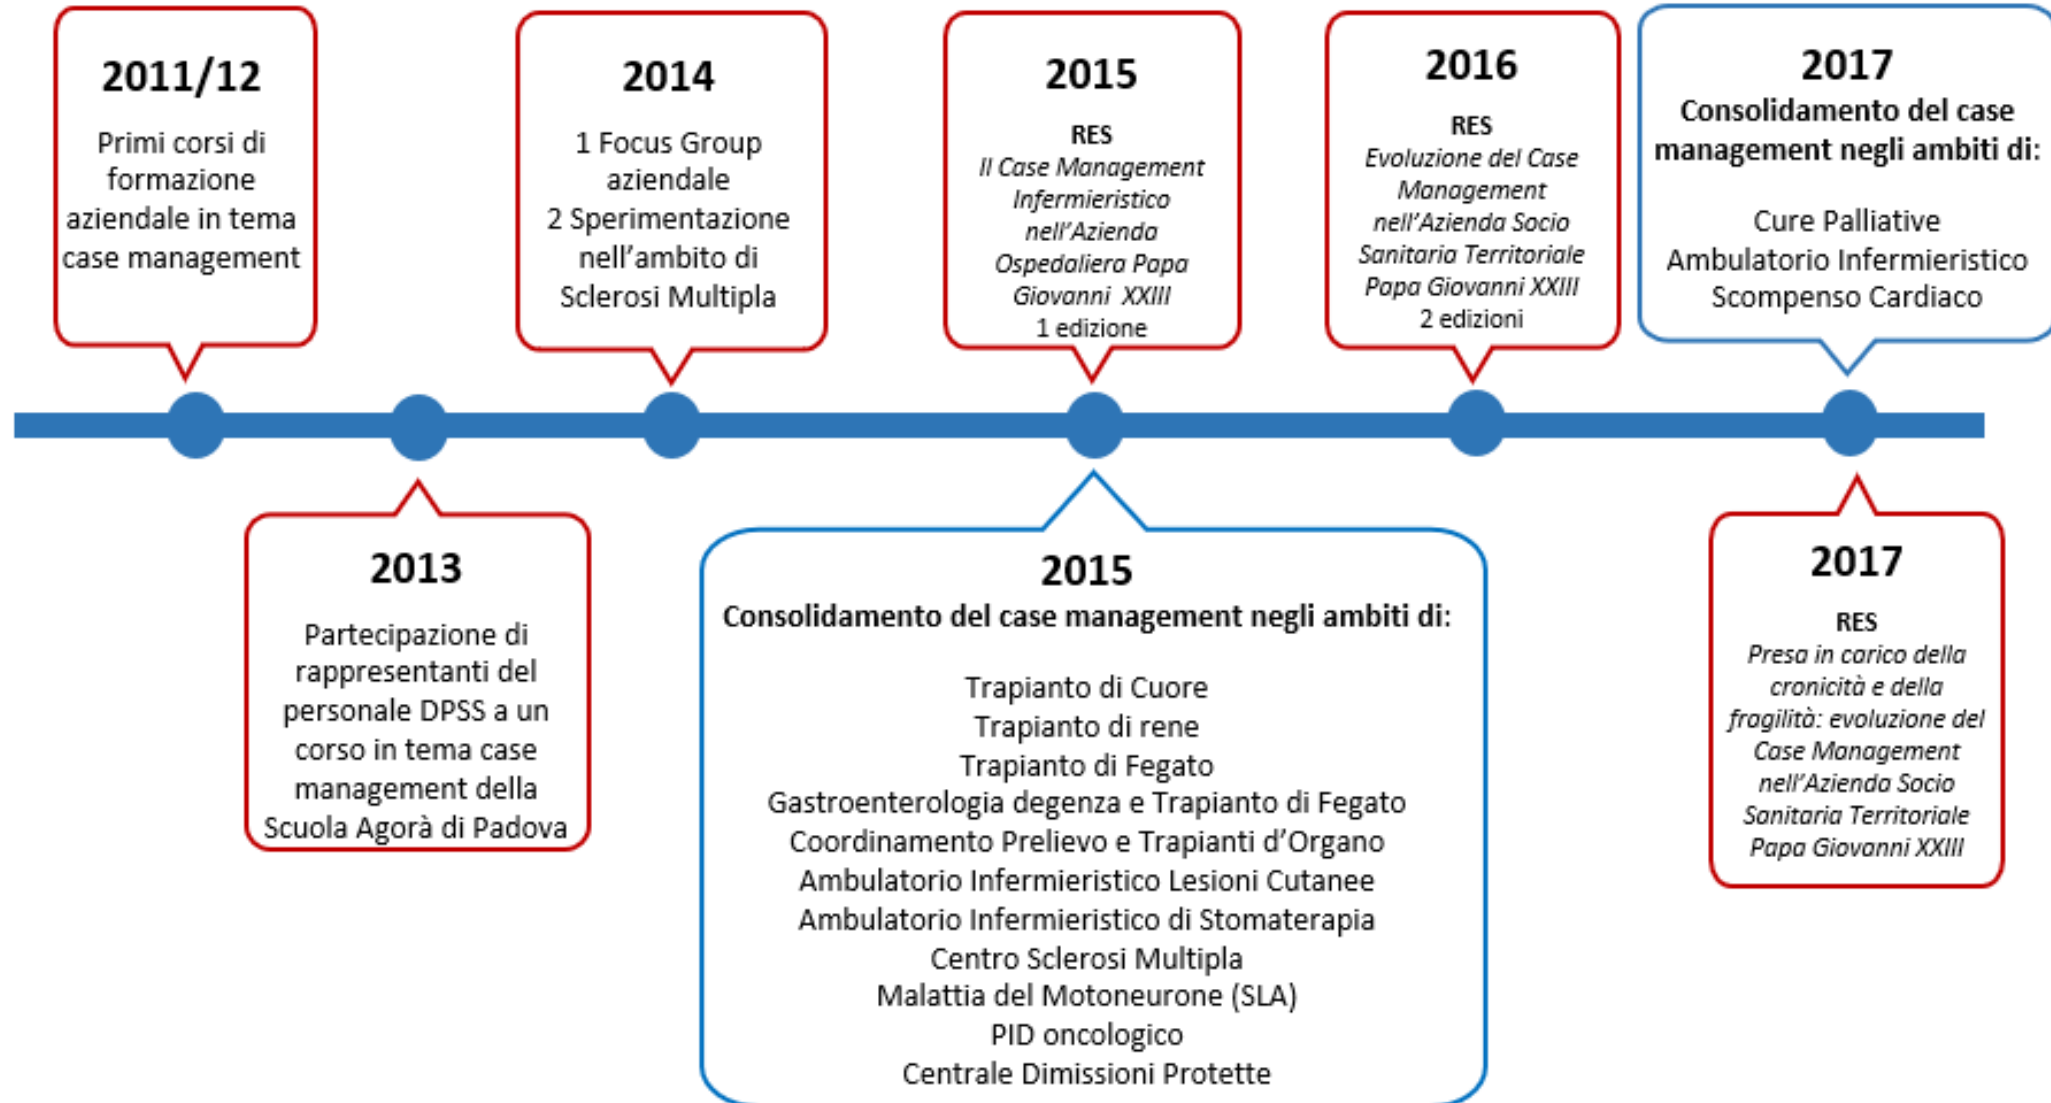 2011/12
Primi corsi di
formazione
aziendale in tema
case management
2014
1 Focus Group
aziendale
2 Sperimentazione
nell'ambito di
Sclerosi Multipla
2015
RES
Il Case Management
Infermieristico
nell'Azienda
Ospedaliera Papa
Giovanni XXIII
1 edizione
2016
RES
Evoluzione del Case
Management
nell'Azienda Socio
Sanitaria Territoriale
Papa Giovanni XXIII
2 edizioni
2017
Consolidamento del case
management negli ambiti di:
Cure Palliative
Ambulatorio Infermieristico
Scompenso Cardiaco
2013
Partecipazione di
rappresentanti del
personale DPSS a un
corso in tema case
management della
Scuola Agorà di Padova
2015
Consolidamento del case management negli ambiti di:
Trapianto di Cuore
Trapianto di rene
Trapianto di Fegato
Gastroenterologia degenza e Trapianto di Fegato
Coordinamento Prelievo e Trapianti d'Organo
Ambulatorio Infermieristico Lesioni Cutanee
Ambulatorio Infermieristico di Stomaterapia
Centro Sclerosi Multipla
Malattia del Motoneurone (SLA)
PID oncologico
Centrale Dimissioni Protette
2017
RES
Presa in carico della
cronicità e della
fragilità: evoluzione del
Case Management
nell'Azienda Socio
Sanitaria Territoriale
Papa Giovanni XXIII